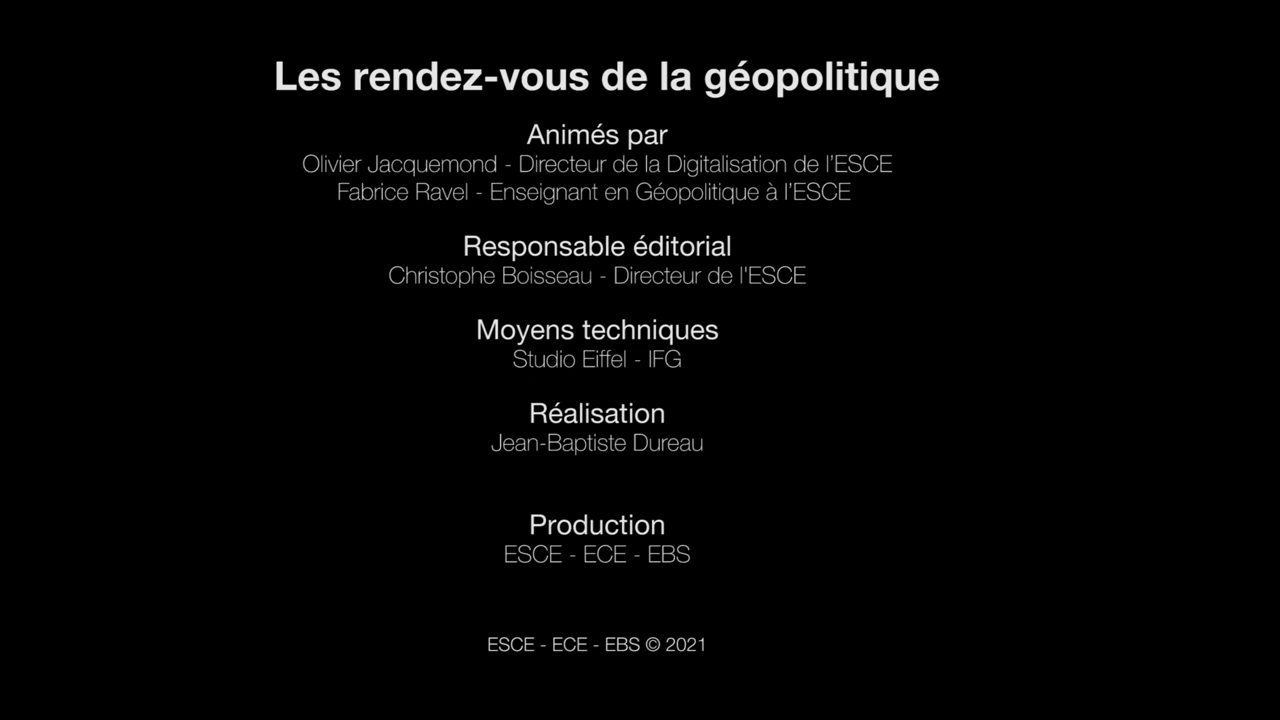 Les rendez-vous de la géopolitique
Animés par
Olivier Jacquemond - Directeur de la Digitalisation de l’ESCE
Fabrice Ravel - Enseignant en Géopolitique à l’ESCE
Responsable éditorial
Christophe Boisseau - Directeur de l'ESCE
Moyens techniques
Studio Eiffel - IFG
Réalisation
Jean-Baptiste Dureau
Production
ESCE - ECE - EBS
ESCE - ECE - EBS © 2021